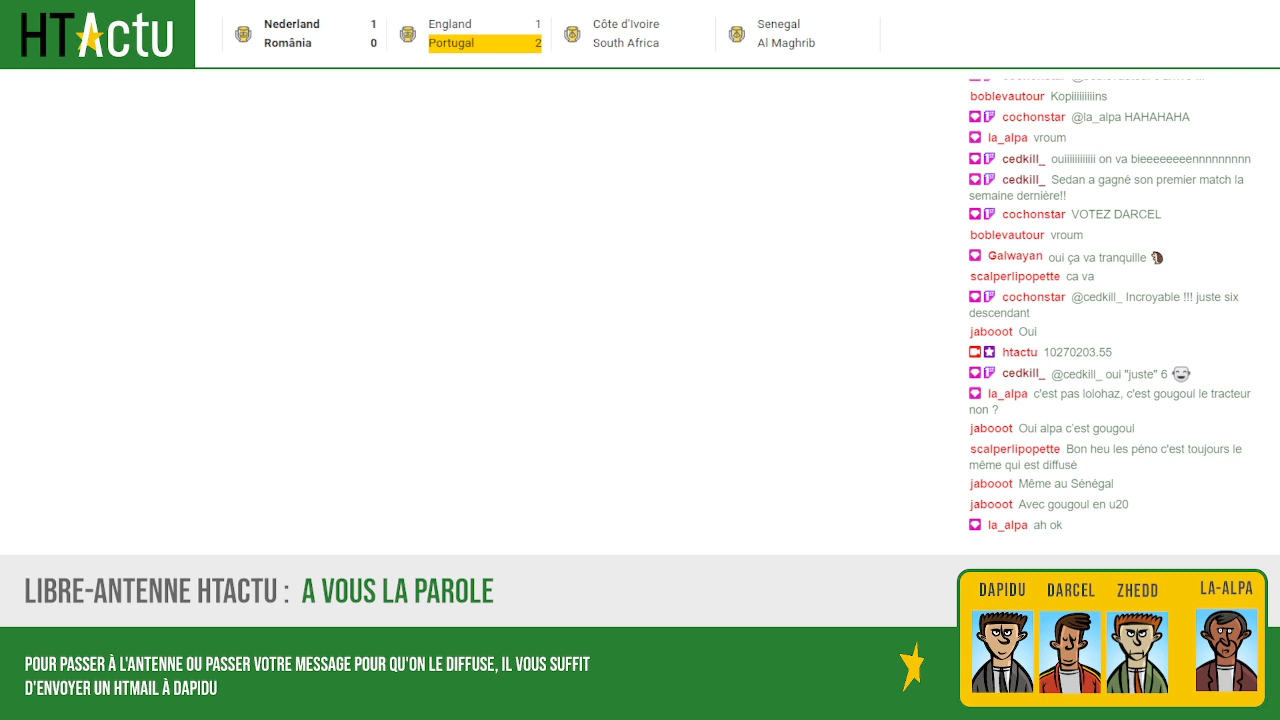 HTActu
Nederland 1
România 0
England 1
Portugal 2
Côte d'Ivoire
South Africa
Senegal
Al Maghrib
boblevautour Kopiiiiiiiiins
cochonstar @la_alpa HAHAHAHA
la_alpa vroum
cedkill_ ouiiiiiiiiiiii on va bieeeeeeeennnnnnnnn
cedkill_ Sedan a gagné son premier match la
semaine dernière!!
cochonstar VOTEZ DARCEL
boblevautour vroum
Galwayan oui ça va tranquille
scalperlipopette ca va
cochonstar @cedkill_ Incroyable !!! juste six
descendant
jabooot Oui
htactu 10270203.55
cedkill_ @cedkill_ oui "juste" 6
la_alpa c'est pas lolohaz, c'est gougoul le tracteur
non ?
jabooot Oui alpa c'est gougoul
scalperlipopette Bon heu les péno c'est toujours le
même qui est diffusé
jabooot Même au Sénégal
jabooot Avec gougoul en u20
la_alpa ah ok
LIBRE-ANTENNE HTACTU : A VOUS LA PAROLE
POUR PASSER À L'ANTENNE OU PASSER VOTRE MESSAGE POUR QU'ON LE DIFFUSE, IL VOUS SUFFIT
D'ENVOYER UN HTMAIL À DAPIDU
DAPIDU DARCEL ZHEDD LA-ALPA